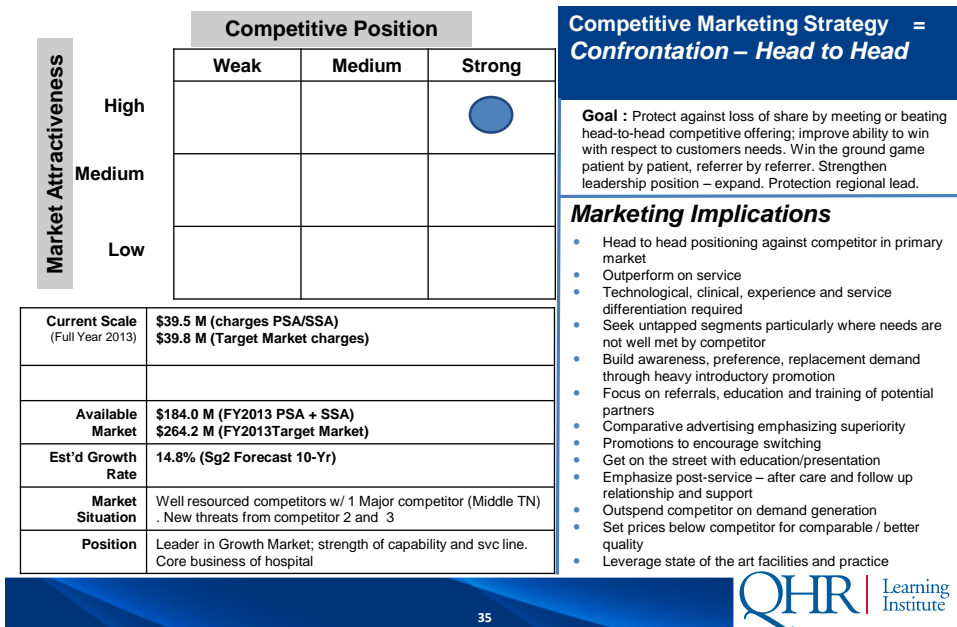 Competitive Position
Market Attractiveness
Weak Medium Strong
High
Medium
Low
Current Scale $39.5 M (charges PSA/SSA)
(Full Year 2013) $39.8 M (Target Market charges)
Available $184.0 M (FY2013 PSA + SSA)
Market $264.2 M (FY2013Target Market)
Est'd Growth 14.8% (Sg2 Forecast 10-Yr)
Rate
Market Well resourced competitors w/ 1 Major competitor (Middle TN)
Situation . New threats from competitor 2 and 3
Position Leader in Growth Market; strength of capability and svc line.
Core business of hospital
Competitive Marketing Strategy =
Confrontation – Head to Head
Goal : Protect against loss of share by meeting or beating
head-to-head competitive offering; improve ability to win
with respect to customers needs. Win the ground game
patient by patient, referrer by referrer. Strengthen
leadership position – expand. Protection regional lead.
Marketing Implications
• Head to head positioning against competitor in primary
market
• Outperform on service
• Technological, clinical, experience and service
differentiation required
• Seek untapped segments particularly where needs are
not well met by competitor
• Build awareness, preference, replacement demand
through heavy introductory promotion
• Focus on referrals, education and training of potential
partners
• Comparative advertising emphasizing superiority
• Promotions to encourage switching
• Get on the street with education/presentation
• Emphasize post-service – after care and follow up
relationship and support
• Outspend competitor on demand generation
• Set prices below competitor for comparable / better
quality
• Leverage state of the art facilities and practice
35
QHR Learning
Institute